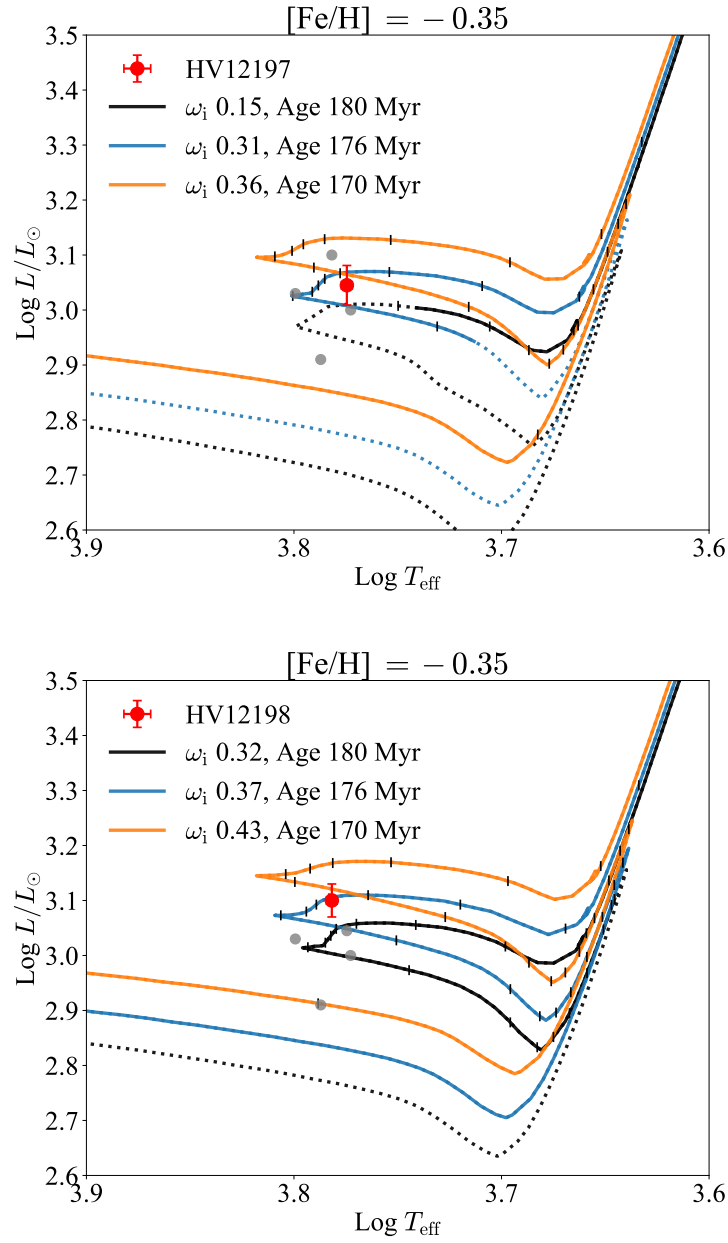 [Fe/H] = − 0.35
3.5
3.4
3.3
3.2
3.1
3.0
2.9
2.8
2.7
2.6
Log L/L⊙
HV12197
ωi 0.15, Age 180 Myr
ωi 0.31, Age 176 Myr
ωi 0.36, Age 170 Myr
3.9
3.8
3.7
3.6
Log Teff
[Fe/H] = − 0.35
3.5
3.4
3.3
3.2
3.1
3.0
2.9
2.8
2.7
2.6
Log L/L⊙
HV12198
ωi 0.32, Age 180 Myr
ωi 0.37, Age 176 Myr
ωi 0.43, Age 170 Myr
3.9
3.8
3.7
3.6
Log Teff